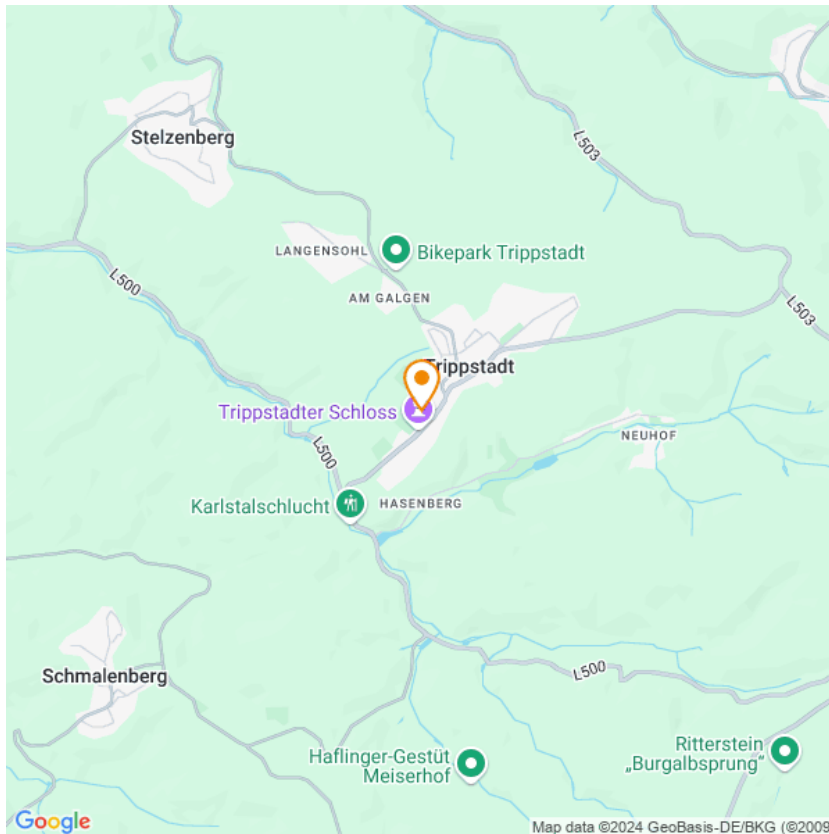 Stelzenberg
L503
LANGENSOHL
Bikepark Trippstadt
L500
AM GALGEN
L503
Trippstadt
Trippstadter Schloss
NEUHOF
L500
Karlstalschlucht
HASENBERG
Schmalenberg
L500
Haflinger-Gestüt
Meiserhof
Ritterstein
„Burgalbsprung“
Google
Map data ©2024 GeoBasis-DE/BKG (©2009